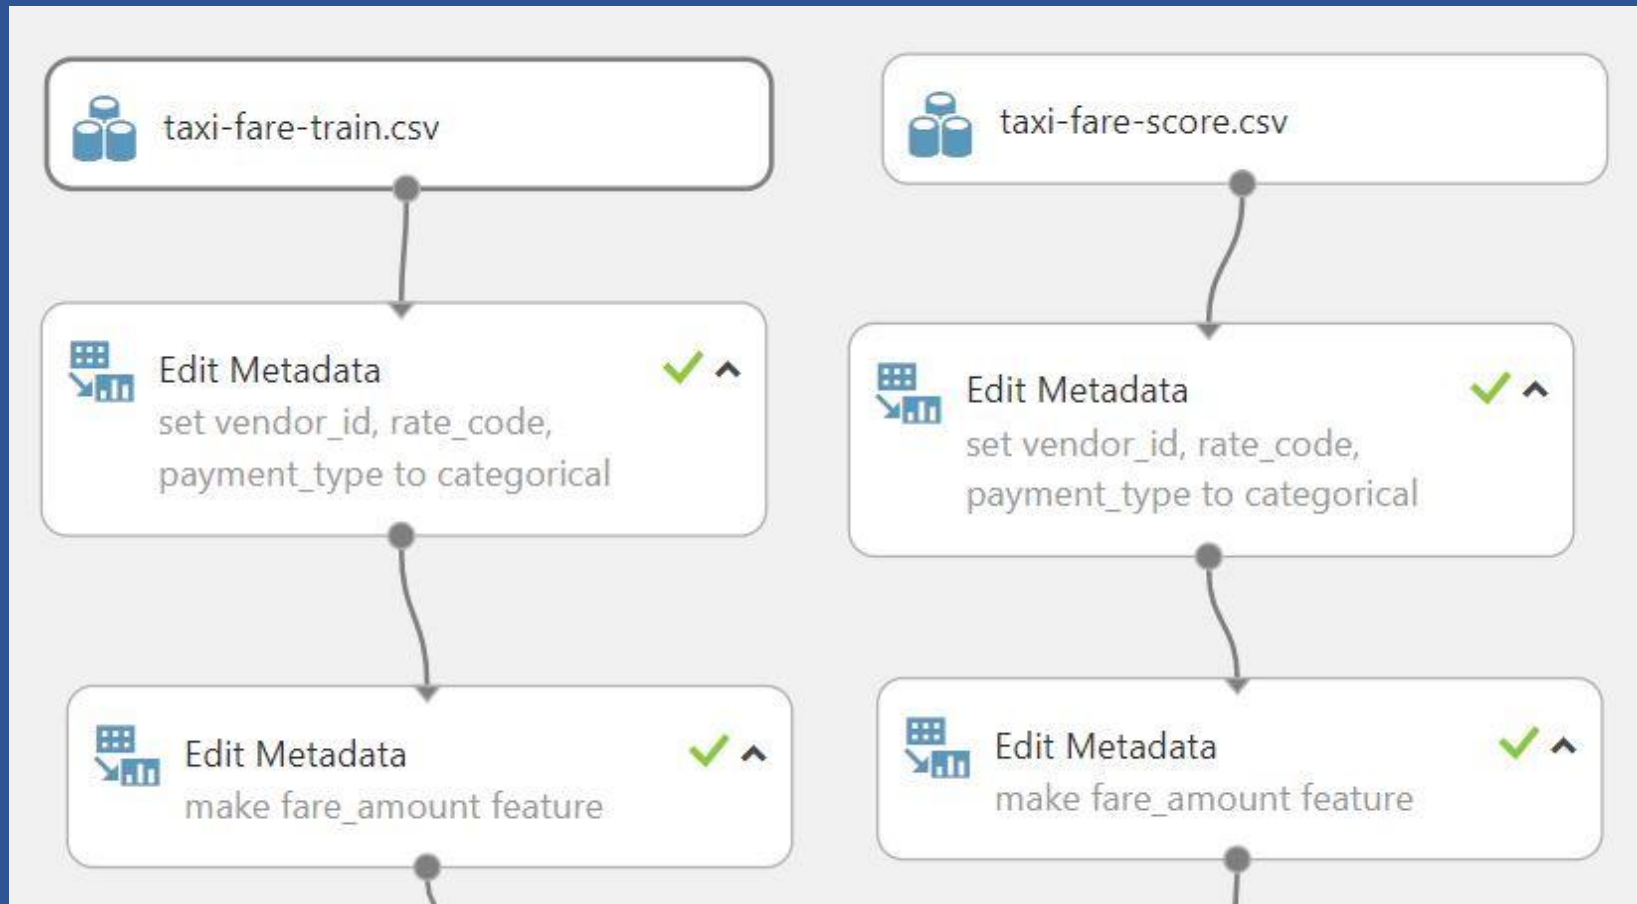 taxi-fare-train.csv
Edit Metadata
set vendor_id, rate_code,
payment_type to categorical
Edit Metadata
make fare_amount feature
taxi-fare-score.csv
Edit Metadata
set vendor_id, rate_code,
payment_type to categorical
Edit Metadata
make fare_amount feature